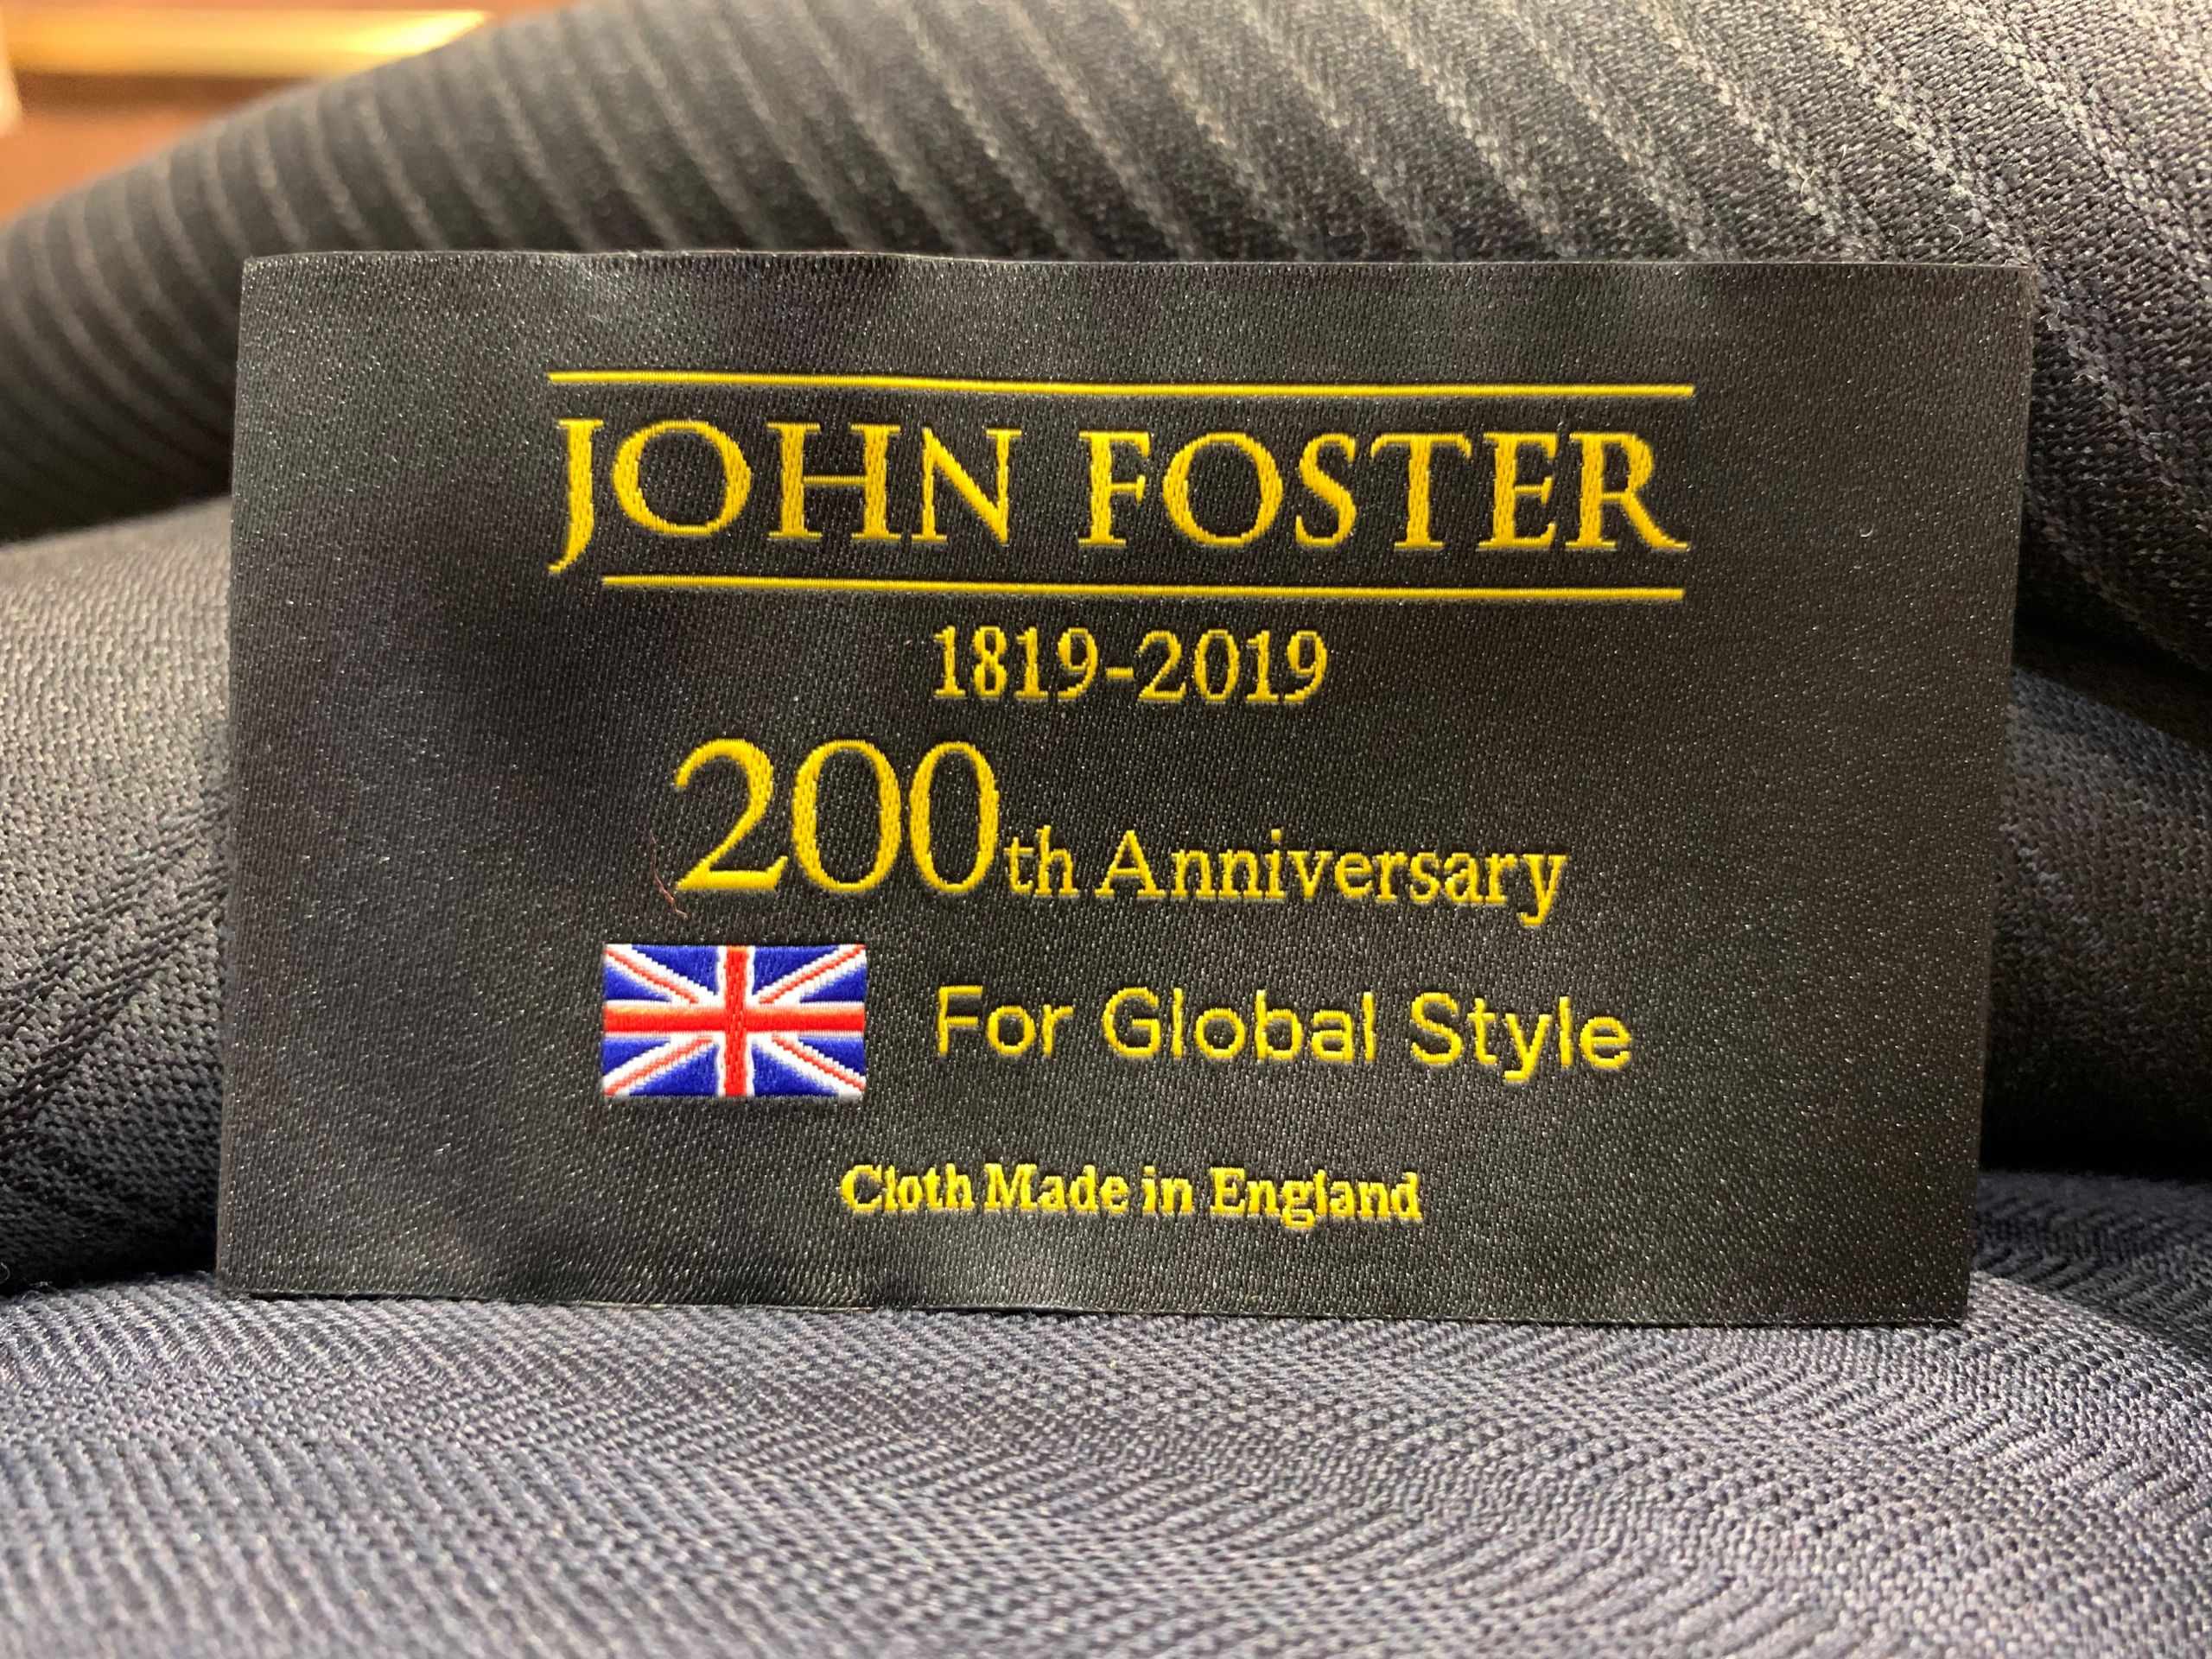 JOHN FOSTER
1819-2019
200th Anniversary
For Global Style
Cloth Made in England